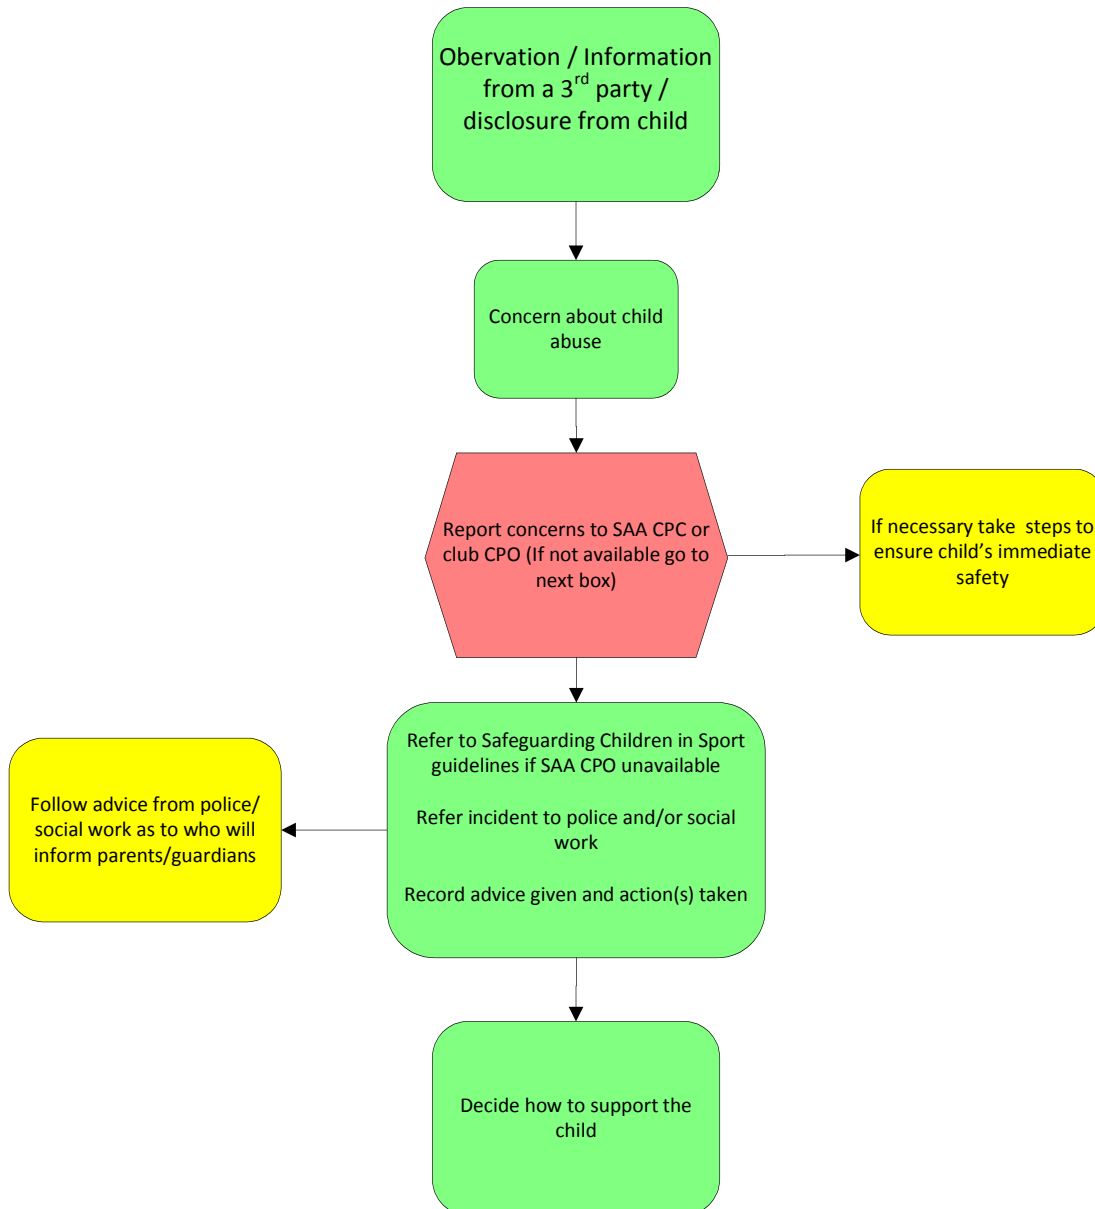 Obervation / Information
from a 3rd party /
disclosure from child
Concern about child
abuse
Report concerns to SAA CPC or
club CPO (If not available go to
next box)
If necessary take  steps to
ensure child’s immediate
safety
Refer to Safeguarding Children in Sport
guidelines if SAA CPO unavailable
Refer incident to police and/or social
work
Record advice given and action(s) taken
Follow advice from police/
social work as to who will
inform parents/guardians
Decide how to support the
child